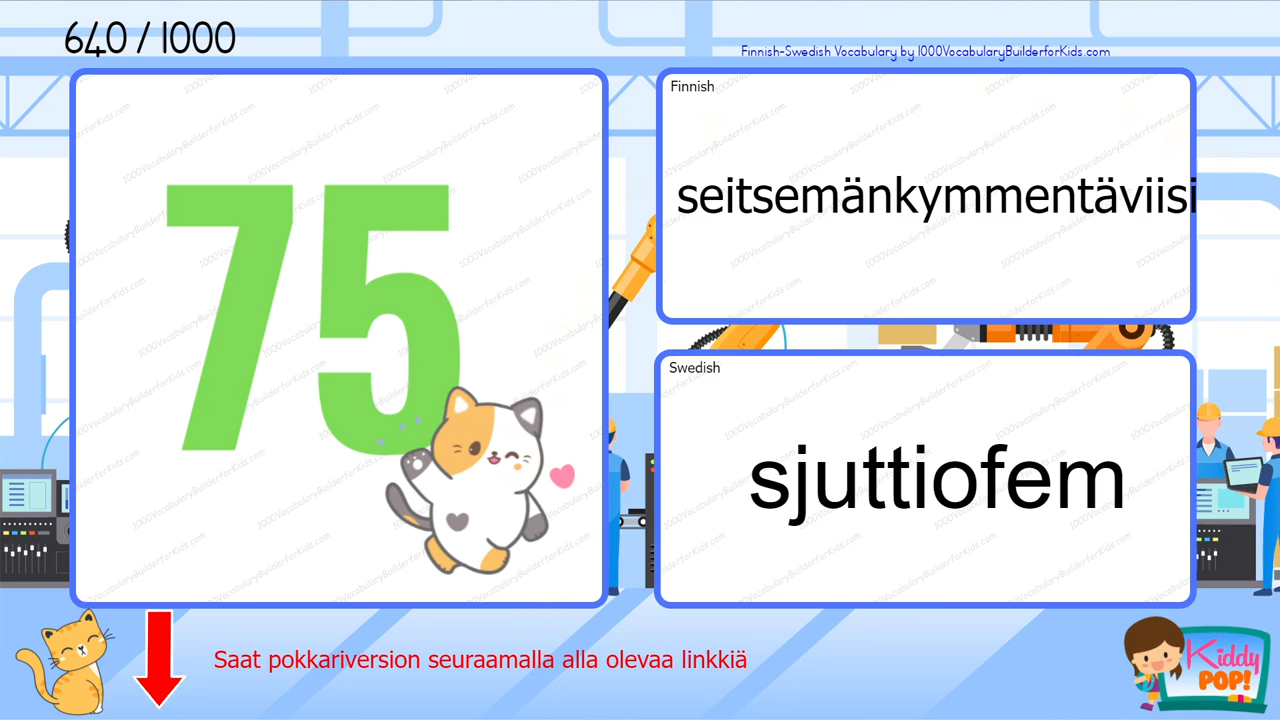 640 / 1000
Finnish-Swedish Vocabulary by 1000VocabularyBuilderforKids.com
75
Finnish
seitsemänkymmentäviisi
Swedish
sjuttiofem
Saat pokkariversion seuraamalla alla olevaa linkkiä
Kiddy
POP!